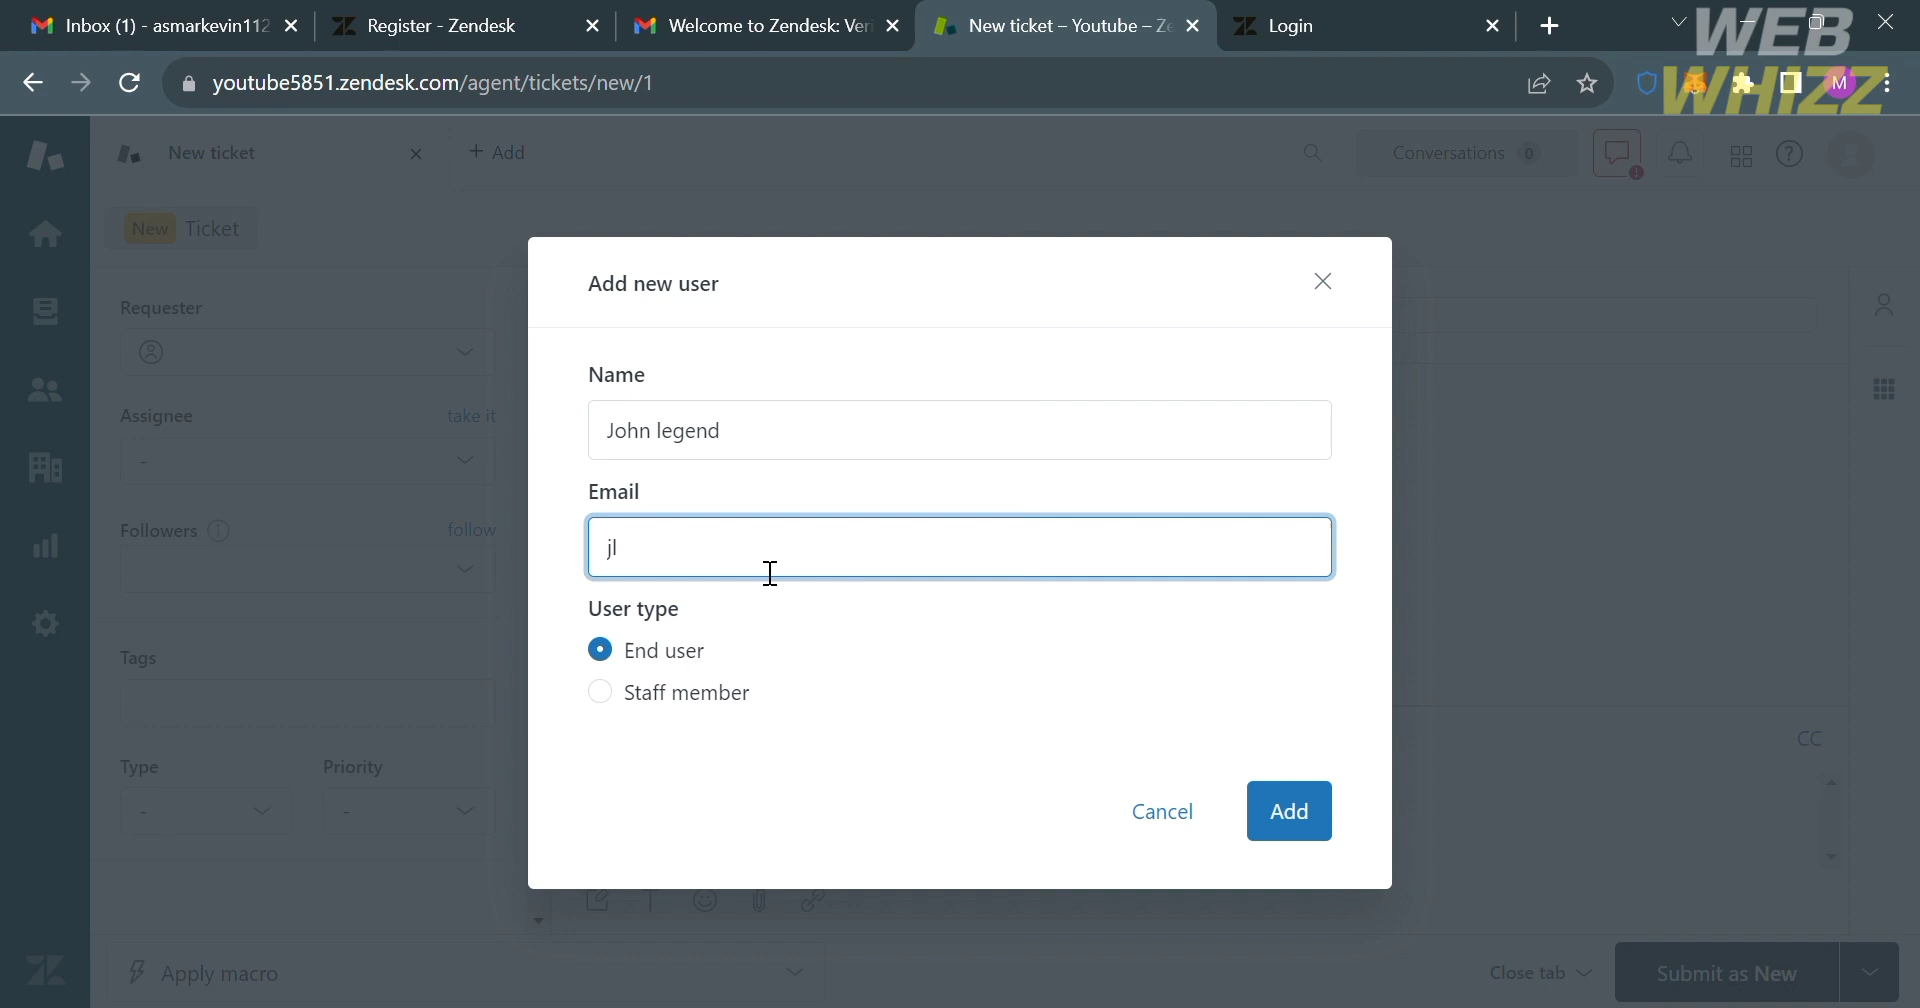 Inbox (1) - asmarkevin112
Register - Zendesk
Welcome to Zendesk: Veri
New ticket – Youtube – Ze
Login
WEB
WHIZZ
youtube5851.zendesk.com/agent/tickets/new/1
M
New ticket
+ Add
Conversations 0
New Ticket
Requester
Assignee
take it
-
Followers
follow
Tags
Type
Priority
-
-
Add new user
Name
John legend
Email
jl
User type
End user
Staff member
Cancel
Add
CC
Apply macro
Close tab
Submit as New